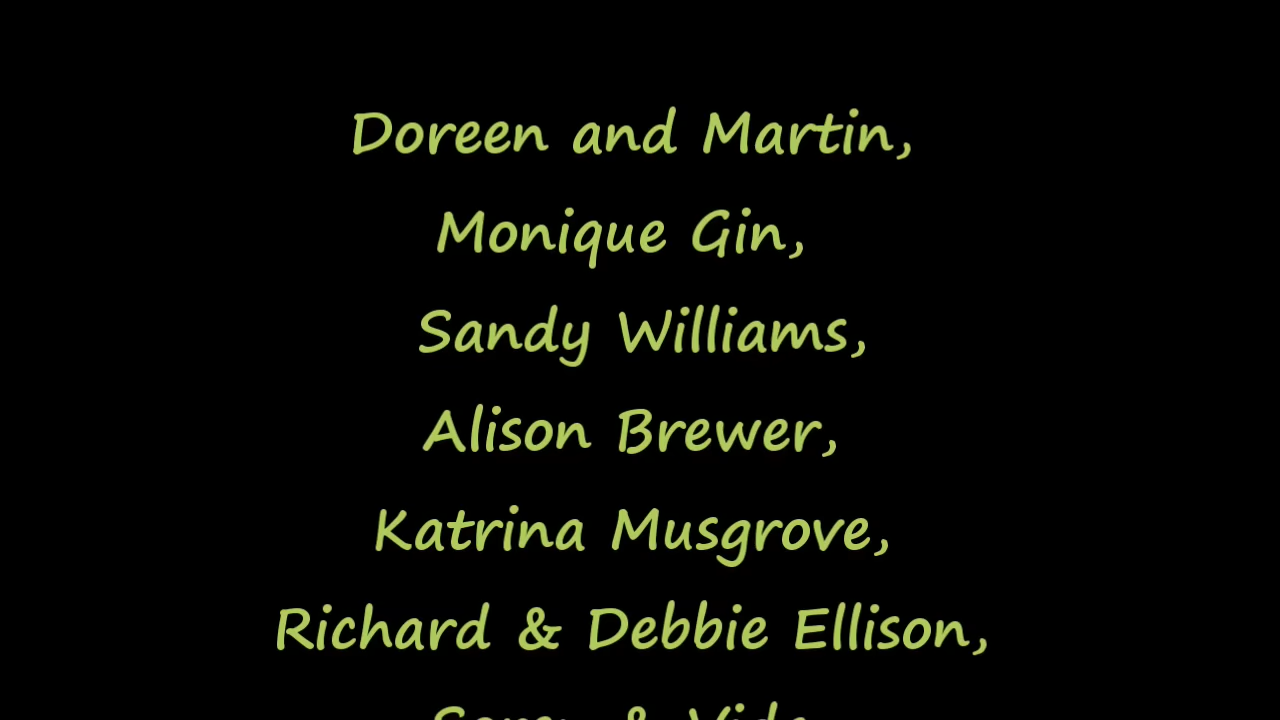 Doreen and Martin,
Monique Gin,
Sandy Williams,
Alison Brewer,
Katrina Musgrove,
Richard & Debbie Ellison,
&